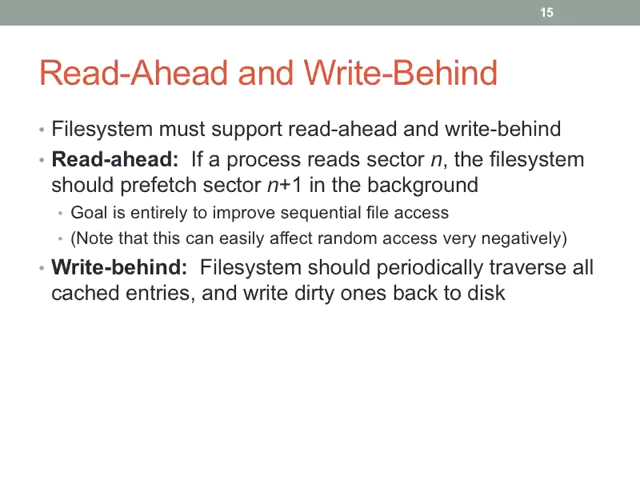 15
Read-Ahead and Write-Behind
• Filesystem must support read-ahead and write-behind
• Read-ahead:  If a process reads sector n, the filesystem
should prefetch sector n+1 in the background
• Goal is entirely to improve sequential file access
• (Note that this can easily affect random access very negatively)
• Write-behind:  Filesystem should periodically traverse all
cached entries, and write dirty ones back to disk